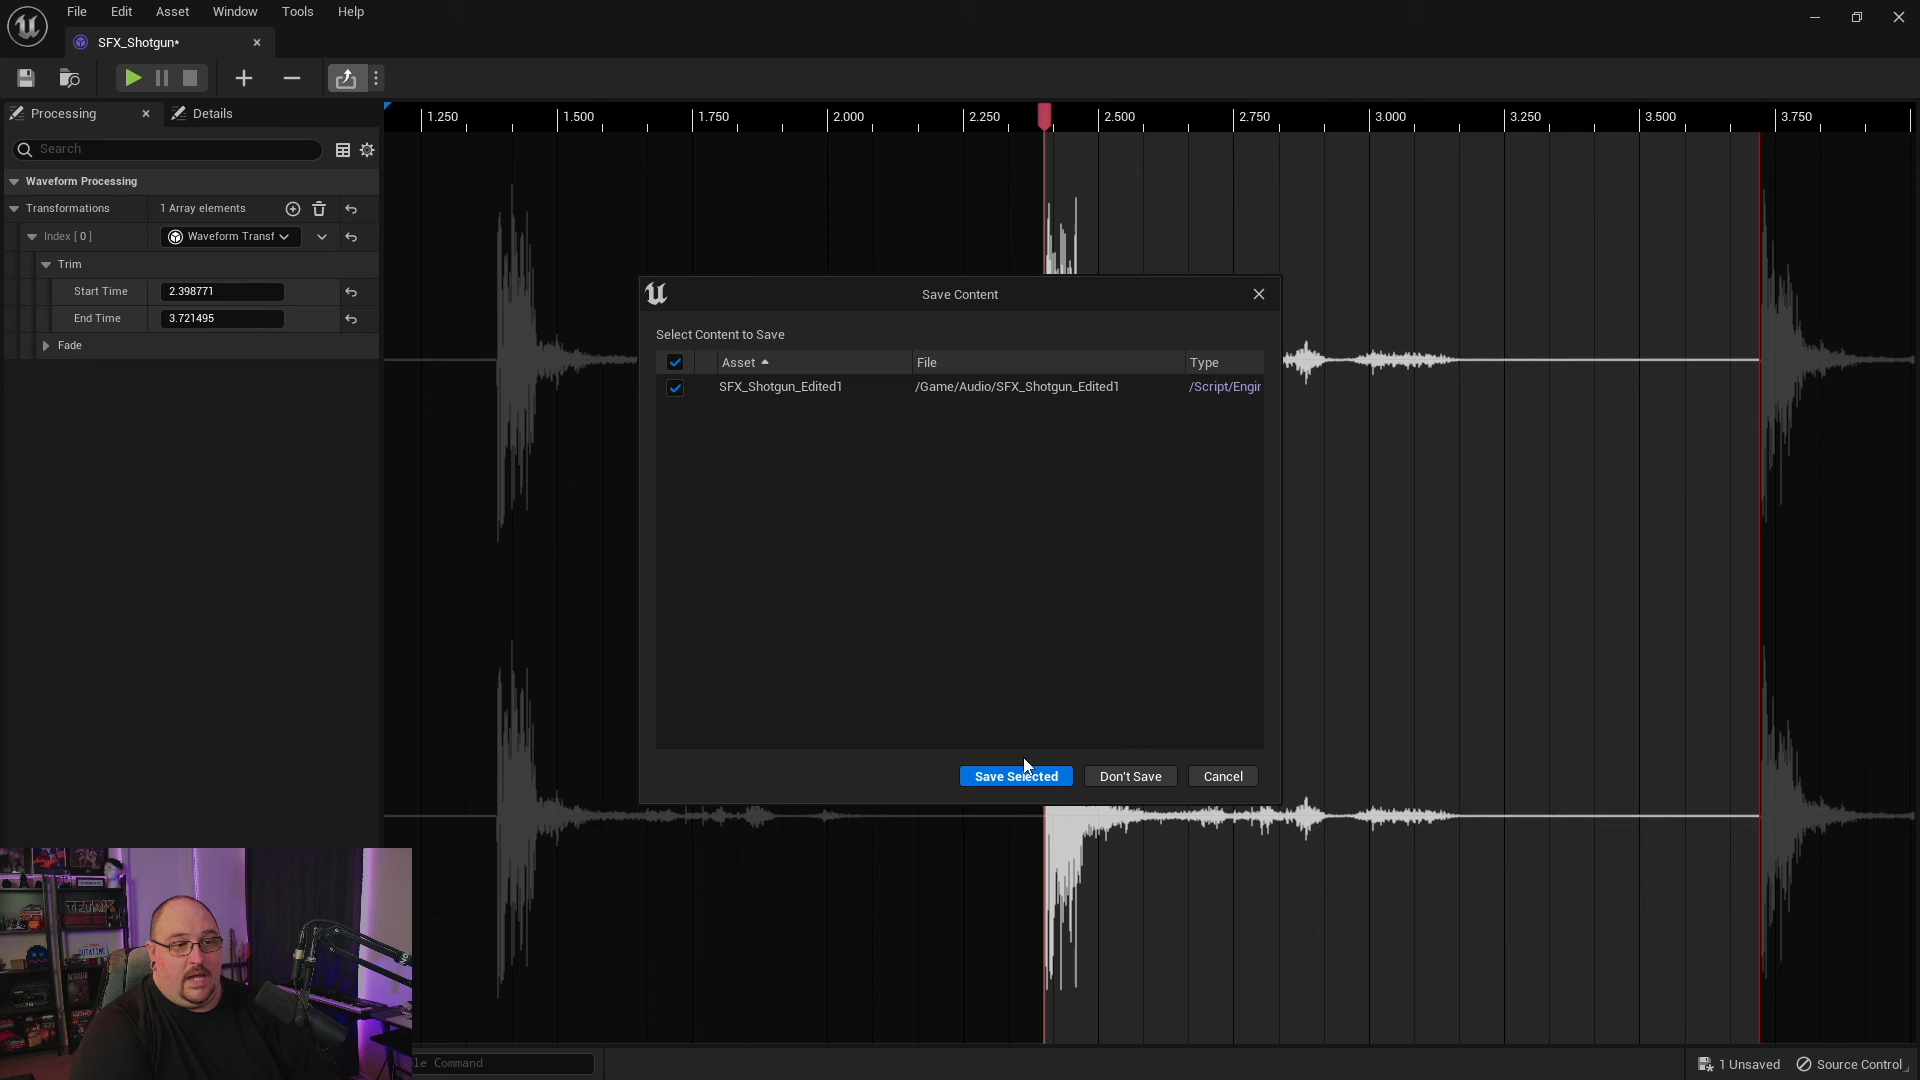 File Edit Asset Window Tools Help
SFX_Shotgun*
Processing
Details
1.250 1.500 1.750 2.000 2.250 2.500 2.750 3.000 3.250 3.500 3.750
Search
Waveform Processing
Transformations 1 Array elements
Index [ 0 ] Waveform Transf
Trim
Start Time 2.398771
End Time 3.721495
Fade
Save Content
Select Content to Save
Asset File Type
SFX_Shotgun_Edited1 /Game/Audio/SFX_Shotgun_Edited1 /Script/Engir
Save Selected Don't Save Cancel
TETRIS
le Command
1 Unsaved Source Control